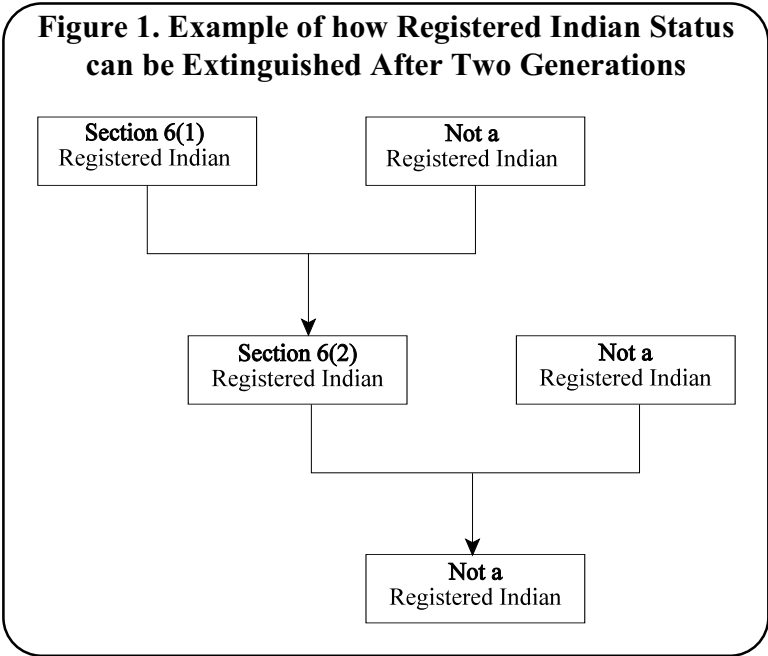 Figure 1. Example of how Registered Indian Status
can be Extinguished After Two Generations
Section 6(1)
Registered Indian
Not a
Registered Indian
Section 6(2)
Registered Indian
Not a
Registered Indian
Not a
Registered Indian